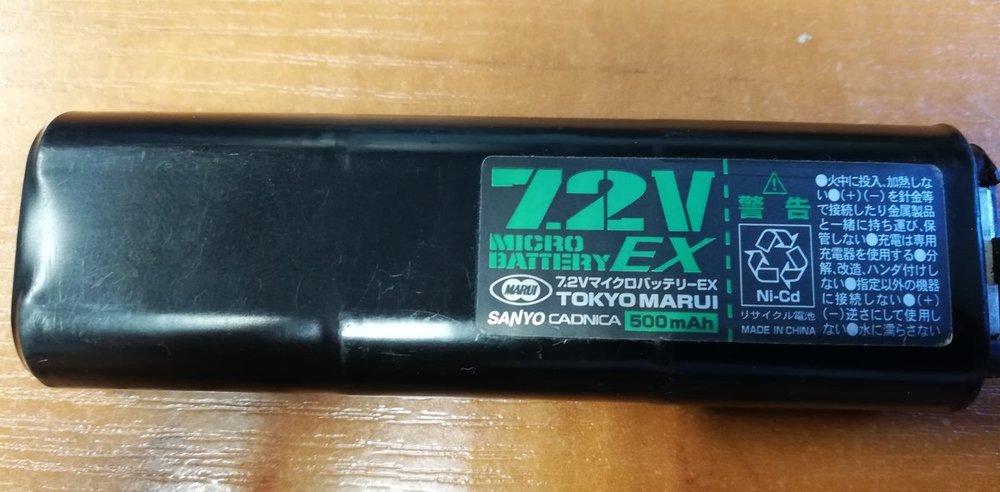 7.2V
MICRO
BATTERY EX
MARUI
7.2VマイクロバッテリーEX
TOKYO MARUI
SANYO CADNICA 500mAh
警告
Ni-Cd
リサイクル電池
MADE IN CHINA
●火中に投入、加熱しな
い●(+)(−)を針金等
で接続したり金属製品
と一緒に持ち運び、保
管しない●充電は専用
充電器を使用する●分
解、改造、ハンダ付けし
ない●指定以外の機器
に接続しない●(+)
(−)逆さにして使用し
ない●水に濡らさない